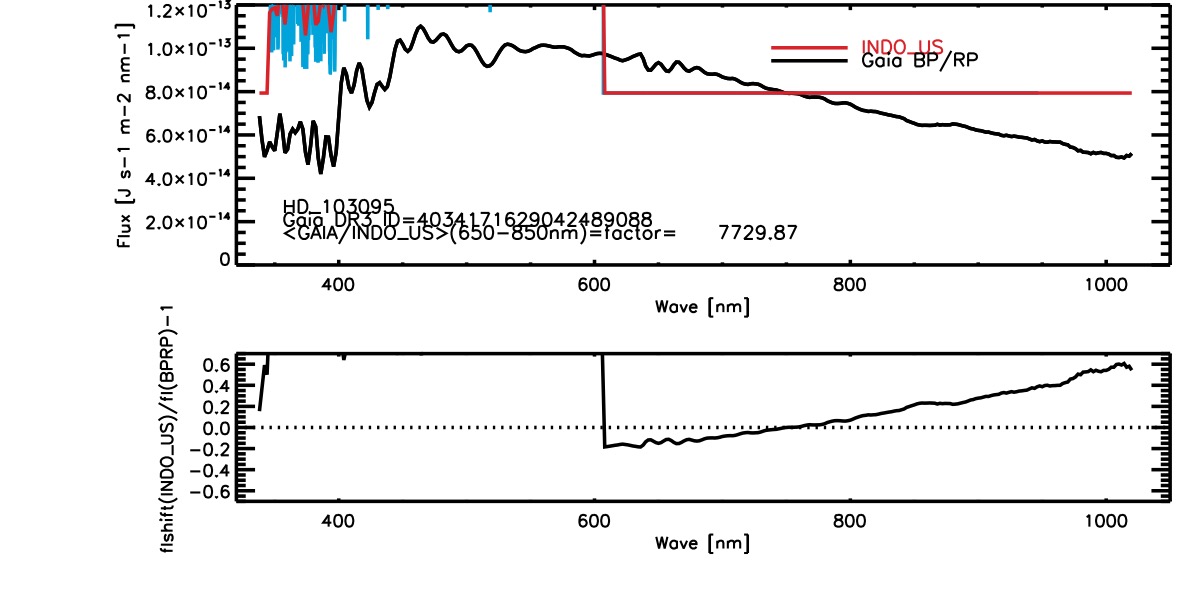 1.2×10−13
1.0×10−13
8.0×10−14
6.0×10−14
4.0×10−14
2.0×10−14
0
Flux [J s−1 m−2 nm−1]
INDO_US
Gaia BP/RP
HD_103095
Gaia DR3 ID=4034171629042489088
<GAIA/INDO_US>(650−850nm)=factor= 7729.87
400 600 800 1000
Wave [nm]
flshift(INDO_US)/fl(BPRP)−1
0.6
0.4
0.2
0.0
−0.2
−0.4
−0.6
400 600 800 1000
Wave [nm]